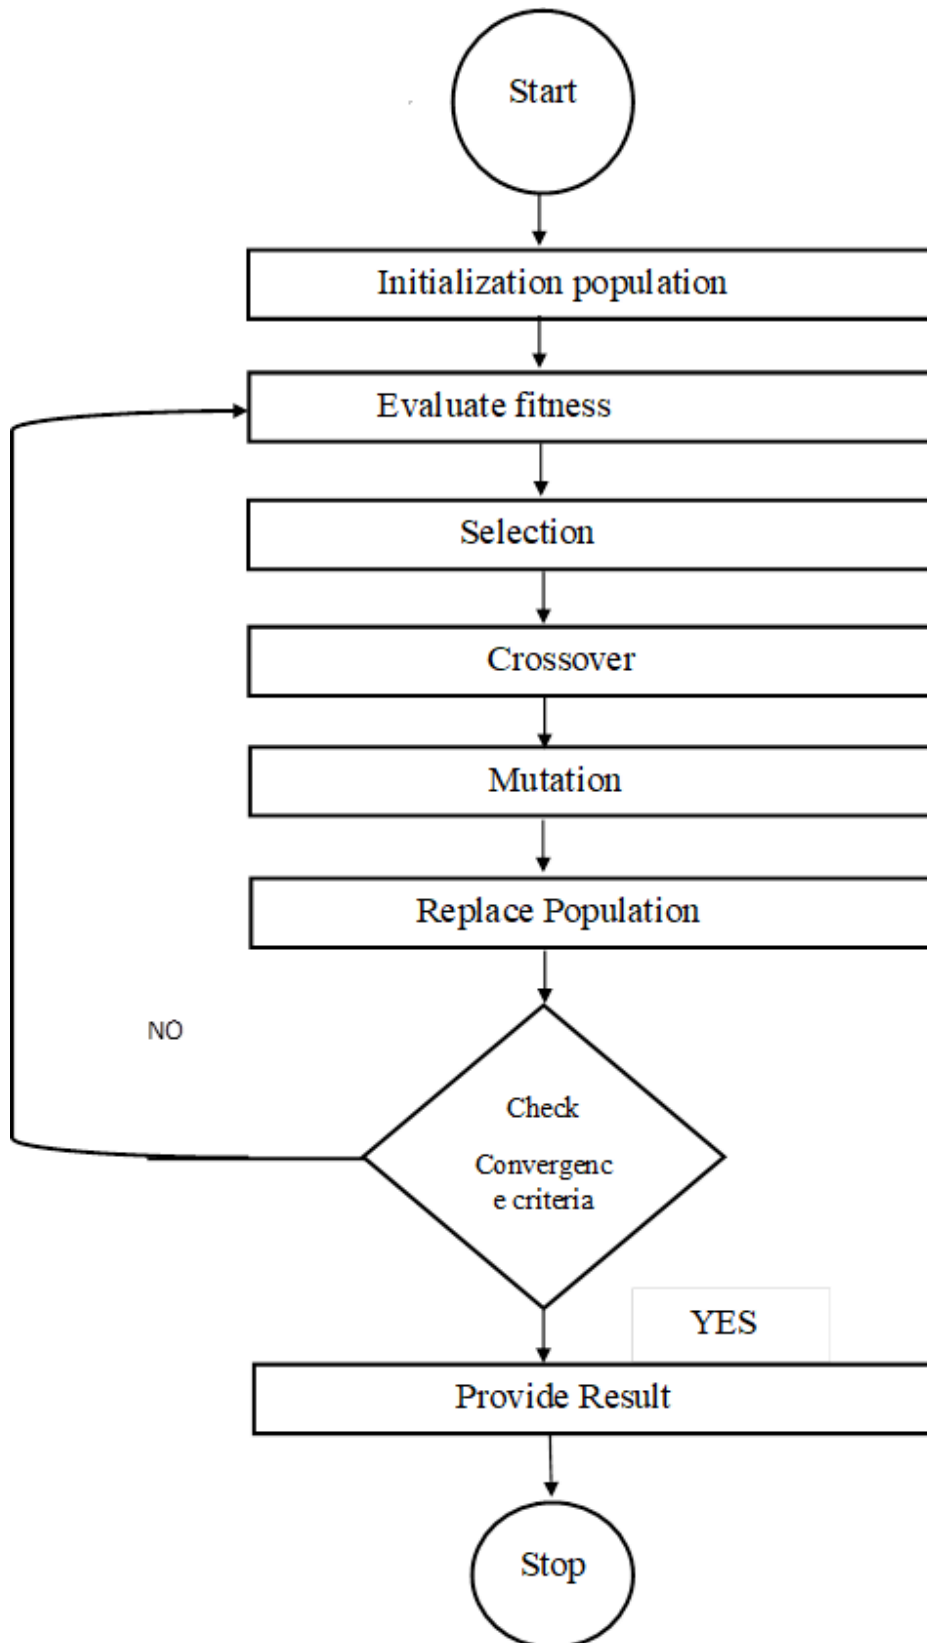 Start
Initialization population
Evaluate fitness
Selection
Crossover
Mutation
Replace Population
NO
Check
Convergenc
e criteria
YES
Provide Result
Stop